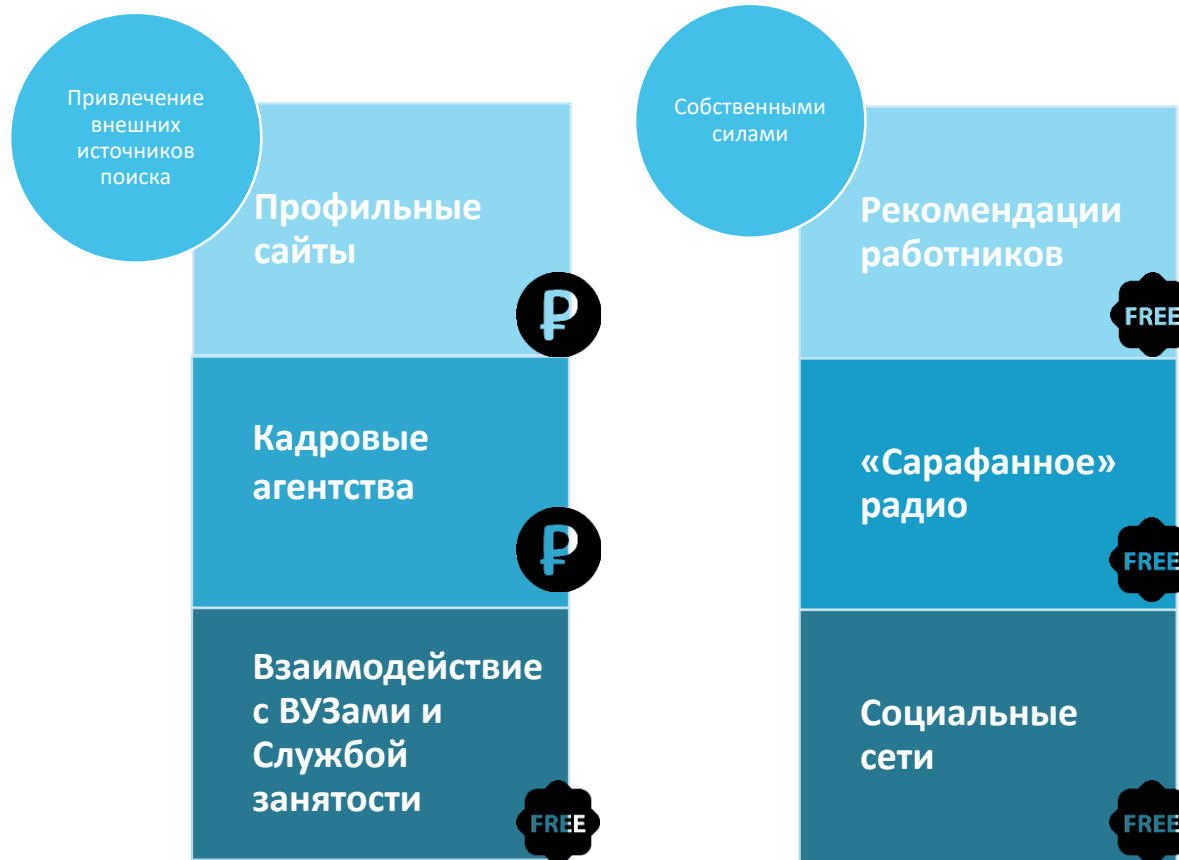 Привлечение
внешних
источников
поиска
Профильные
сайты
₽
Кадровые
агентства
₽
Взаимодействие
с ВУЗами и
Службой
занятости
FREE
Собственными
силами
Рекомендации
работников
FREE
«Сарафанное»
радио
FREE
Социальные
сети
FREE